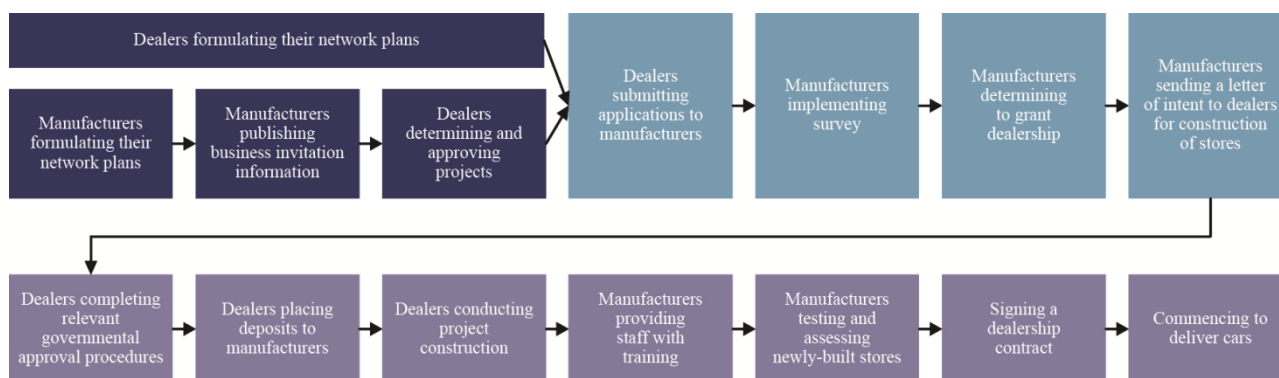 Dealers formulating their network plans
Manufacturers
formulating their
network plans
Manufacturers
publishing
business invitation
information
Dealers
determining and
approving
projects
Dealers
submitting
applications to
manufacturers
Manufacturers
implementing
survey
Manufacturers
determining
to grant
dealership
Manufacturers
sending a letter
of intent to dealers
for construction
of stores
Dealers completing
relevant
governmental
approval procedures
Dealers placing
deposits to
manufacturers
Dealers conducting
project
construction
Manufacturers
providing
staff with
training
Manufacturers
testing and
assessing
newly-built stores
Signing a
dealership
contract
Commencing to
deliver cars